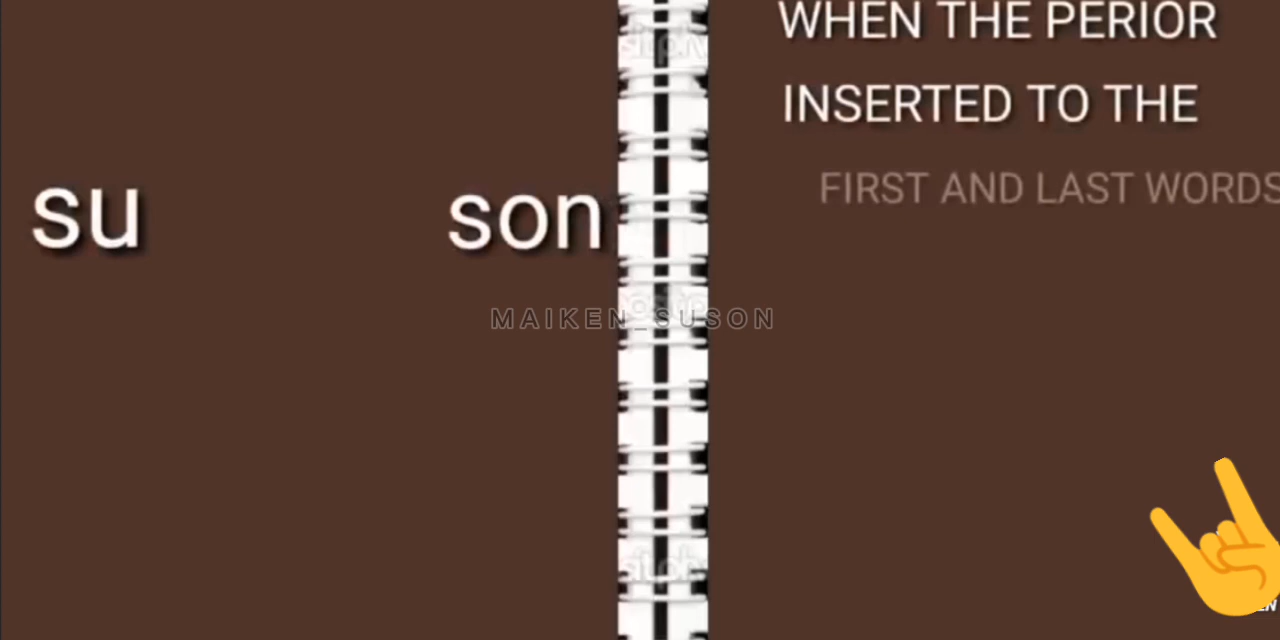 su son
WHEN THE PERIOR
INSERTED TO THE
FIRST AND LAST WORDS
MAIKEN_SUSON